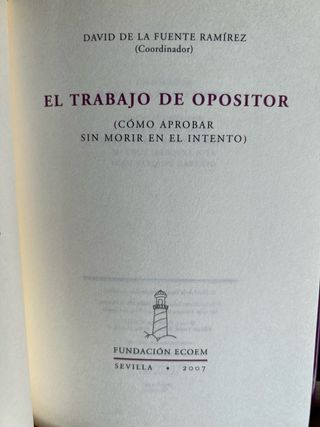 DAVID DE LA FUENTE RAMÍREZ
(Coordinador)
EL TRABAJO DE OPOSITOR
(CÓMO APROBAR
SIN MORIR EN EL INTENTO)
FUNDACIÓN ECOEM
SEVILLA • 2007